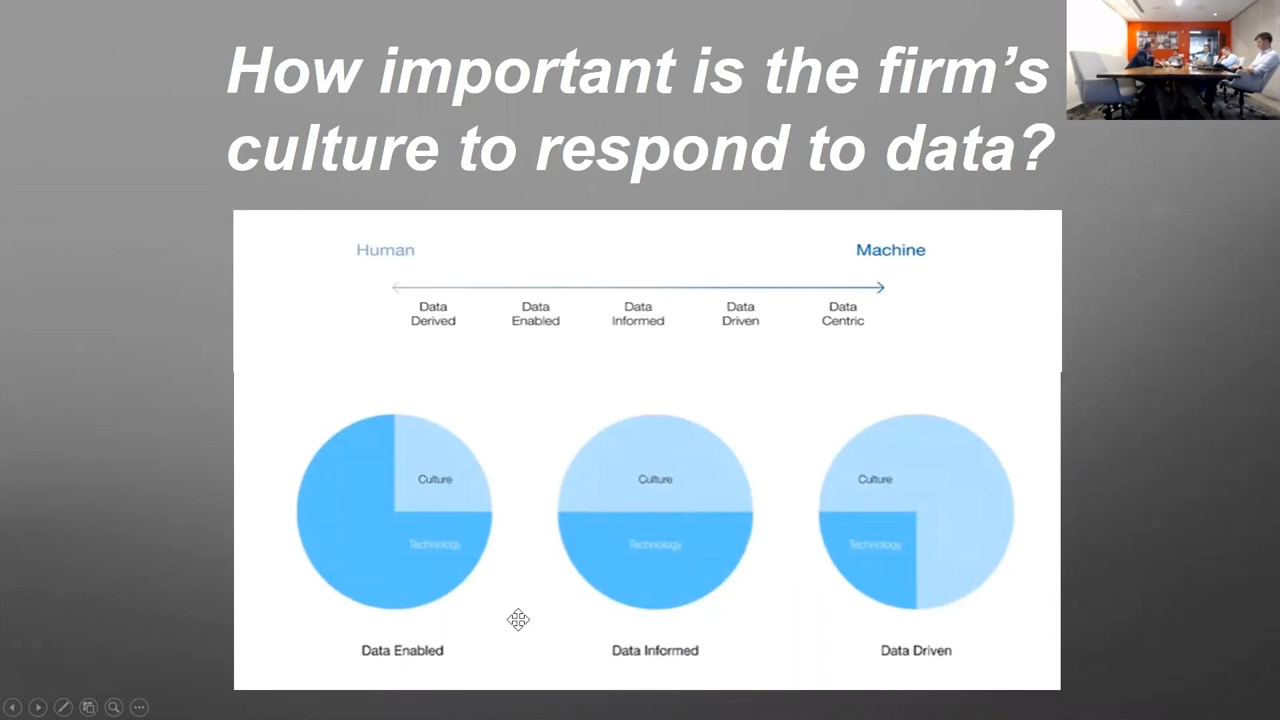 How important is the firm's
culture to respond to data?
Human
Machine
Data
Derived
Data
Enabled
Data
Informed
Data
Driven
Data
Centric
Culture
Technology
Data Enabled
Culture
Technology
Data Informed
Culture
Technology
Data Driven